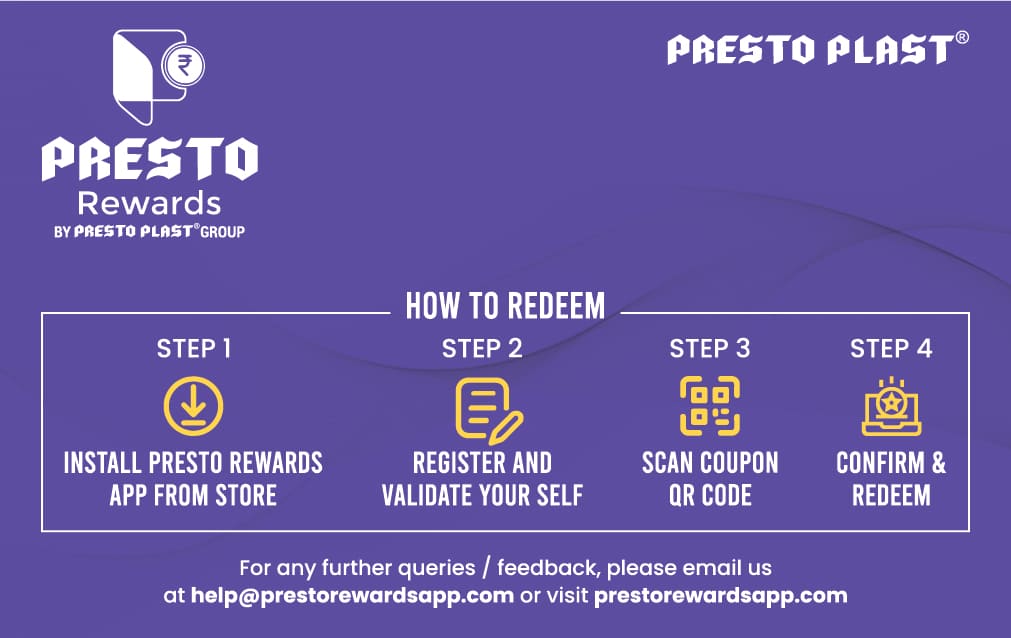 PRESTO PLAST®
₹
PRESTO
Rewards
BY PRESTO PLAST® GROUP
HOW TO REDEEM
STEP 1
INSTALL PRESTO REWARDS
APP FROM STORE
STEP 2
REGISTER AND
VALIDATE YOUR SELF
STEP 3
SCAN COUPON
QR CODE
STEP 4
CONFIRM &
REDEEM
For any further queries / feedback, please email us
at help@prestorewardsapp.com or visit prestorewardsapp.com